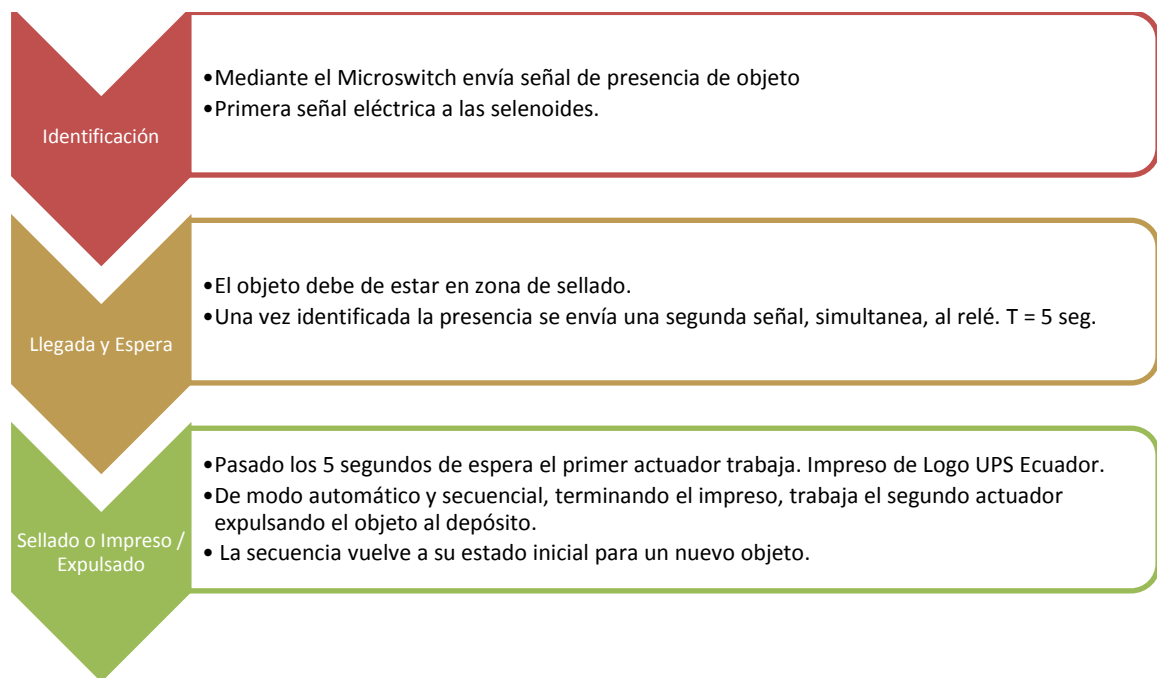 Identificación
•Mediante el Microswitch envía señal de presencia de objeto
•Primera señal eléctrica a las selenoides.
Llegada y Espera
•El objeto debe de estar en zona de sellado.
•Una vez identificada la presencia se envía una segunda señal, simultanea, al relé. T = 5 seg.
Sellado o Impreso /
Expulsado
•Pasado los 5 segundos de espera el primer actuador trabaja. Impreso de Logo UPS Ecuador.
•De modo automático y secuencial, terminando el impreso, trabaja el segundo actuador
expulsando el objeto al depósito.
• La secuencia vuelve a su estado inicial para un nuevo objeto.